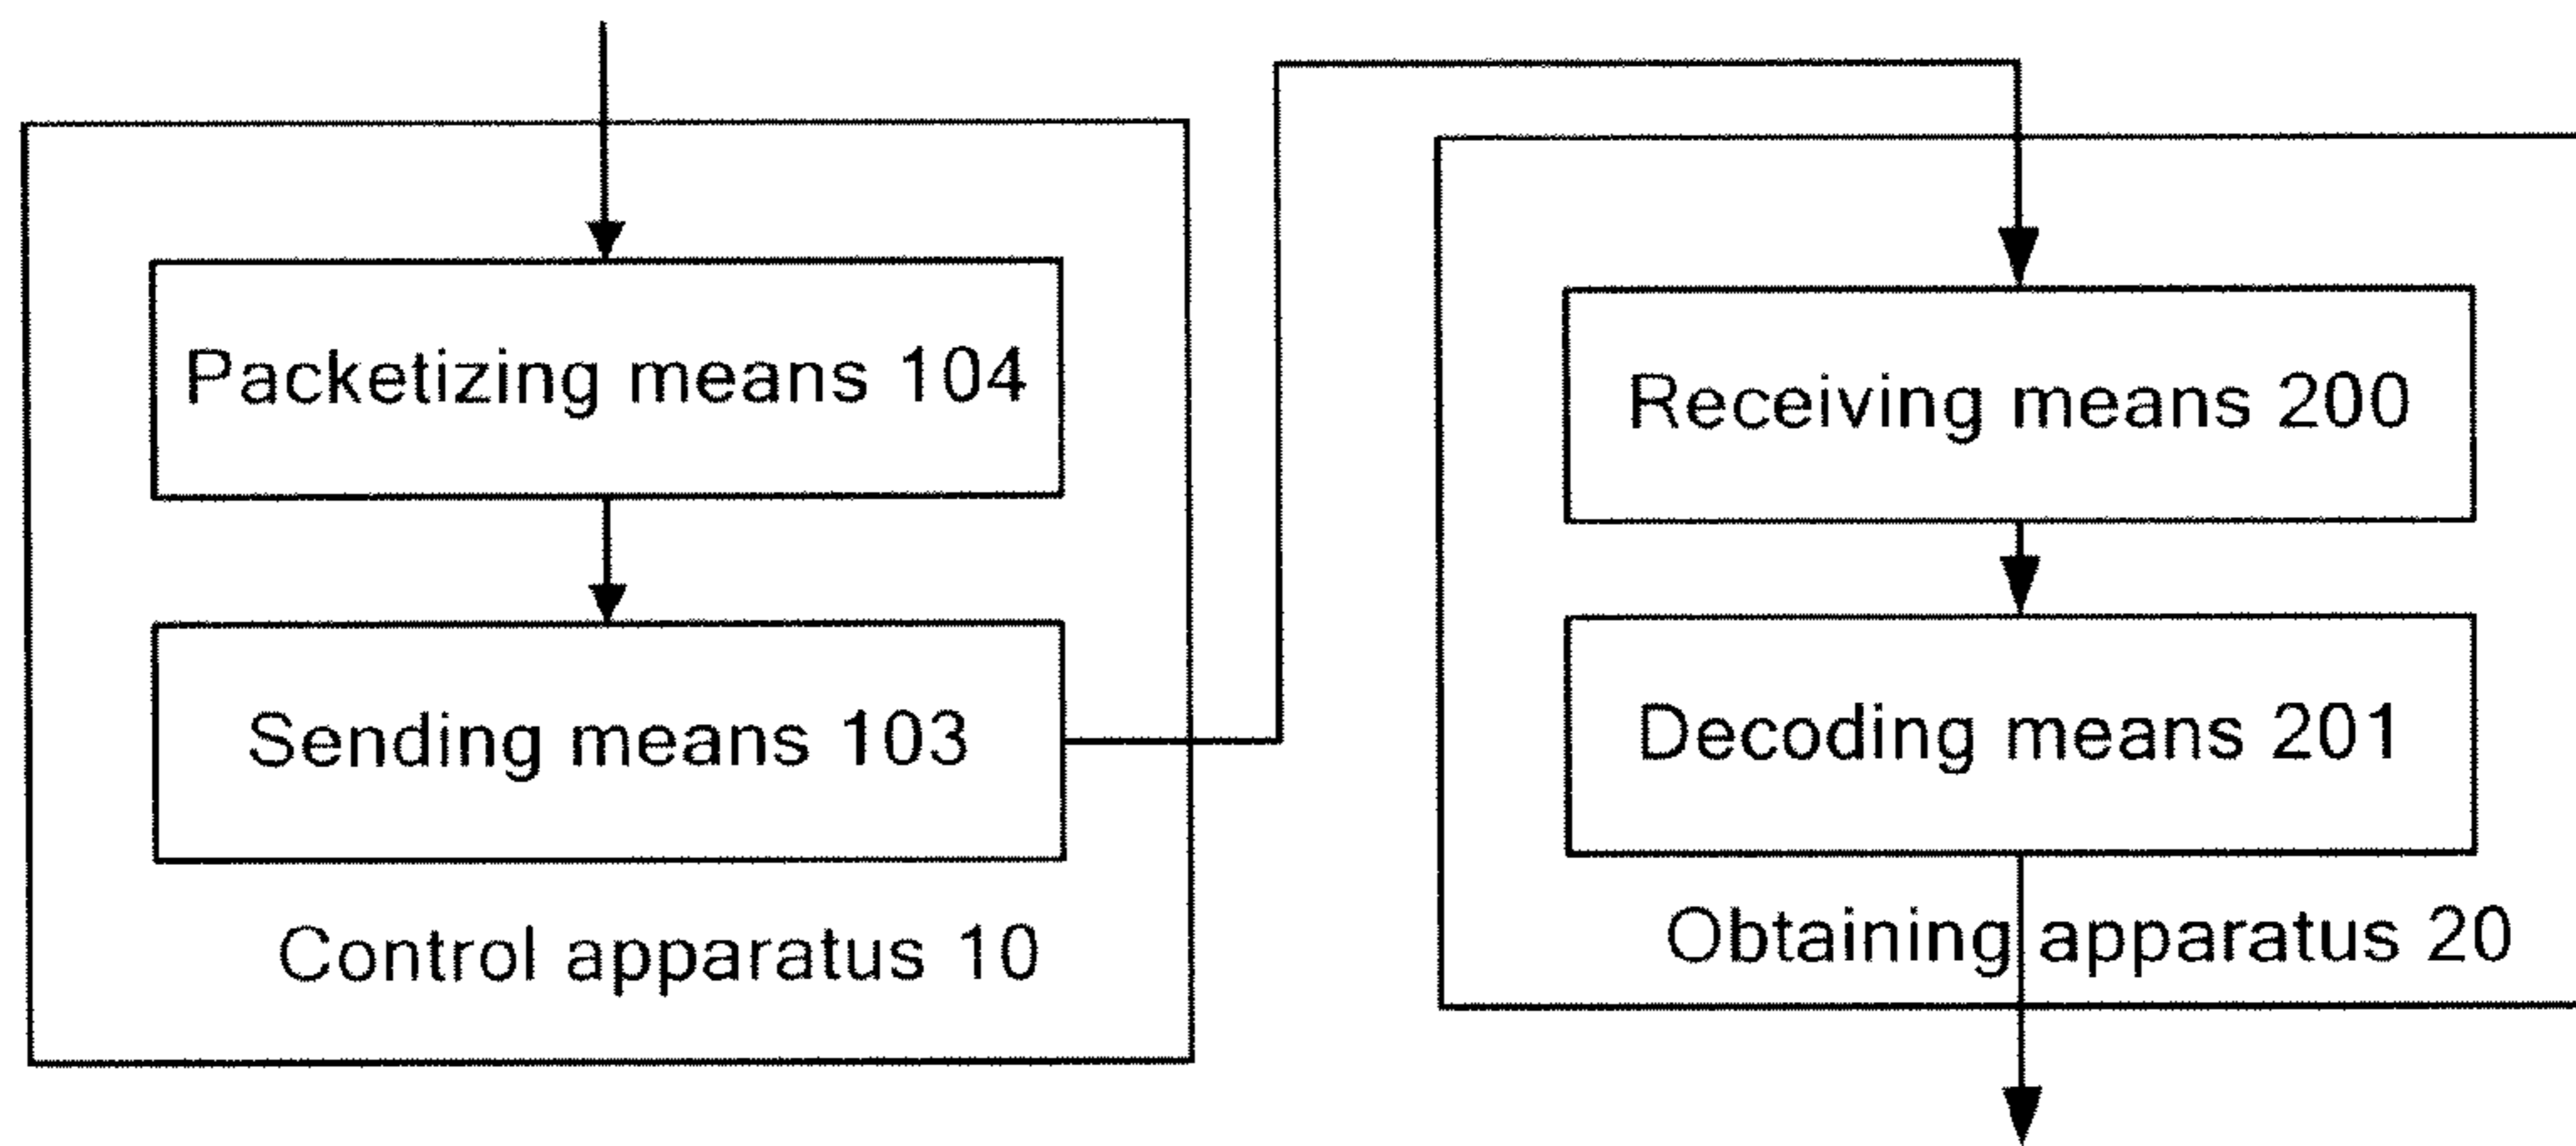 Packetizing means 104
Sending means 103
Control apparatus 10
Receiving means 200
Decoding means 201
Obtaining apparatus 20